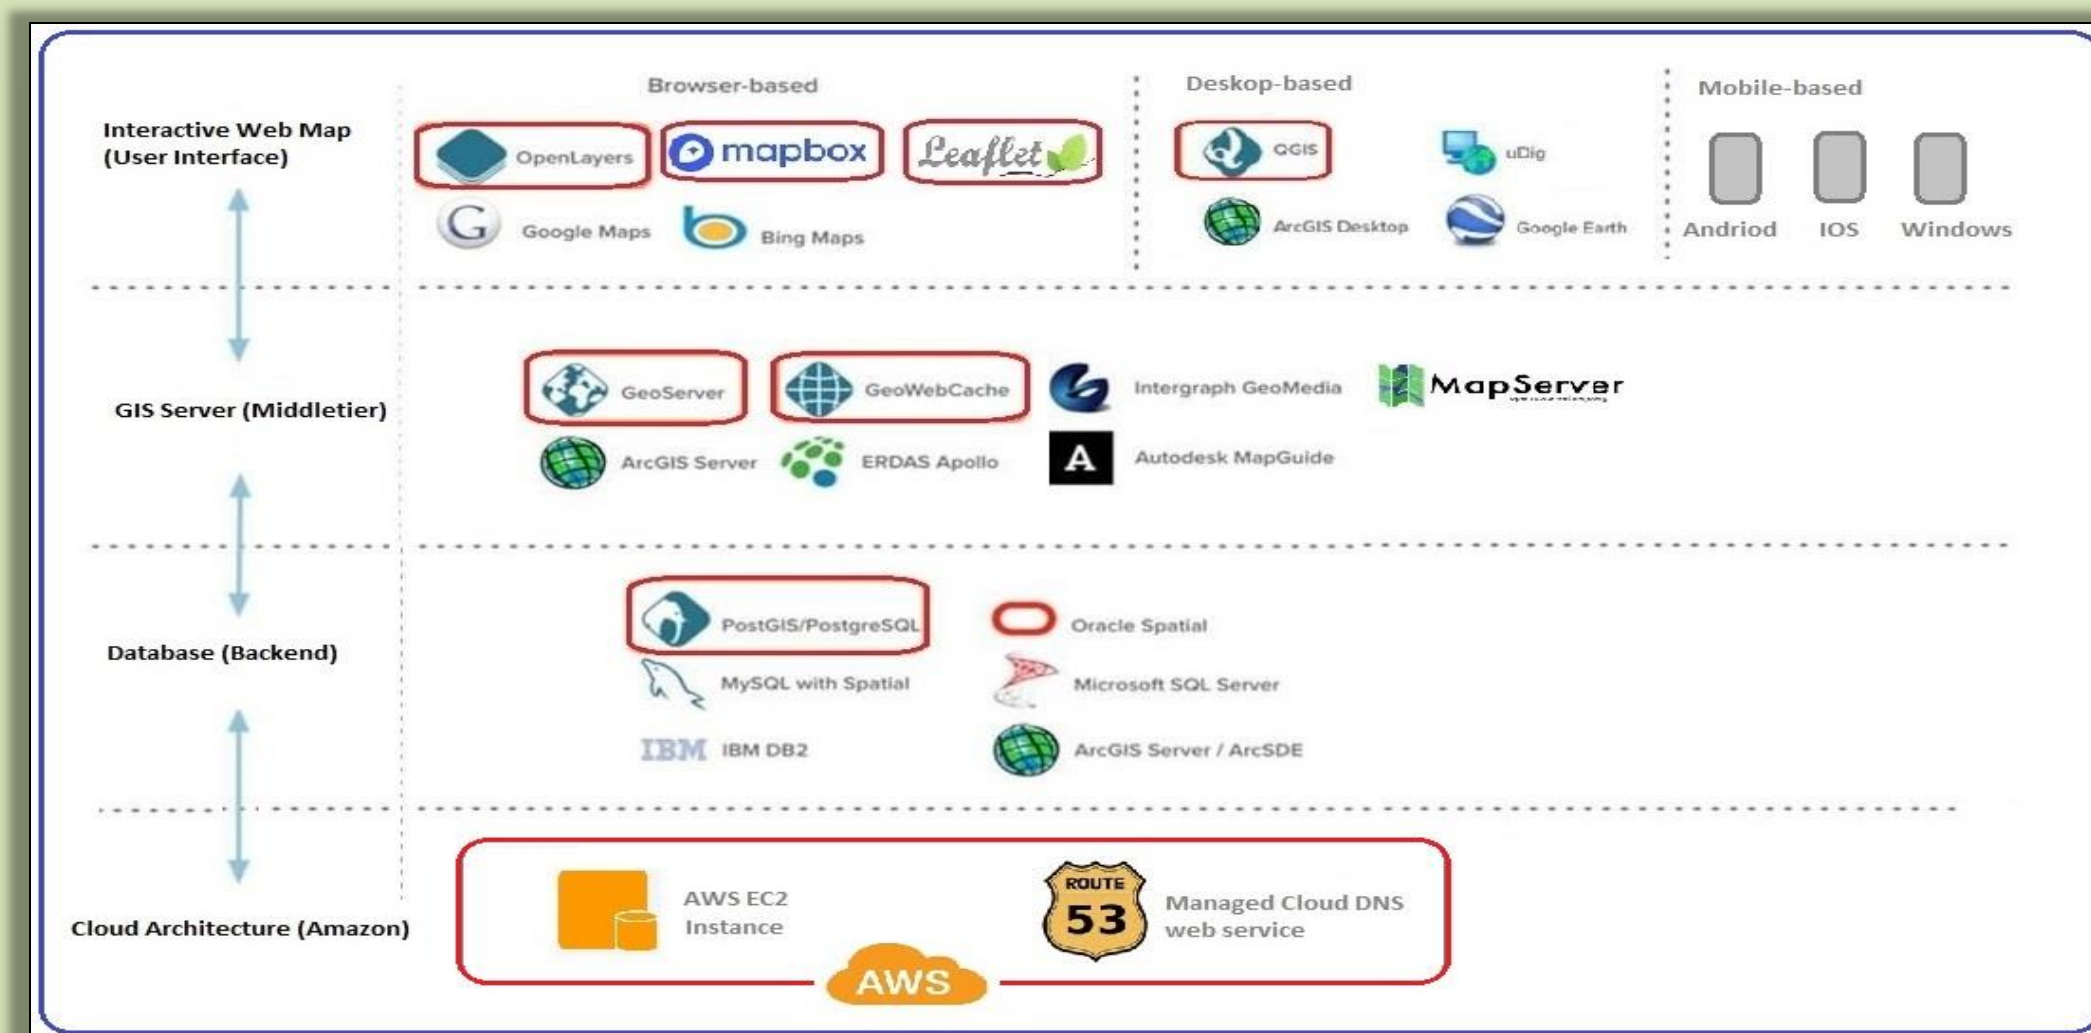 Browser-based
Deskop-based
Mobile-based
Interactive Web Map
(User Interface)
OpenLayers
mapbox
Leaflet
QGIS
uDig
G
Google Maps
Bing Maps
ArcGIS Desktop
Google Earth
Andriod
IOS
Windows
GIS Server (Middletier)
GeoServer
GeoWebCache
Intergraph GeoMedia
MapServer
ArcGIS Server
ERDAS Apollo
A
Autodesk MapGuide
Database (Backend)
PostGIS/PostgreSQL
Oracle Spatial
MySQL with Spatial
Microsoft SQL Server
IBM
IBM DB2
ArcGIS Server / ArcSDE
Cloud Architecture (Amazon)
AWS EC2
Instance
ROUTE
53
Managed Cloud DNS
web service
AWS